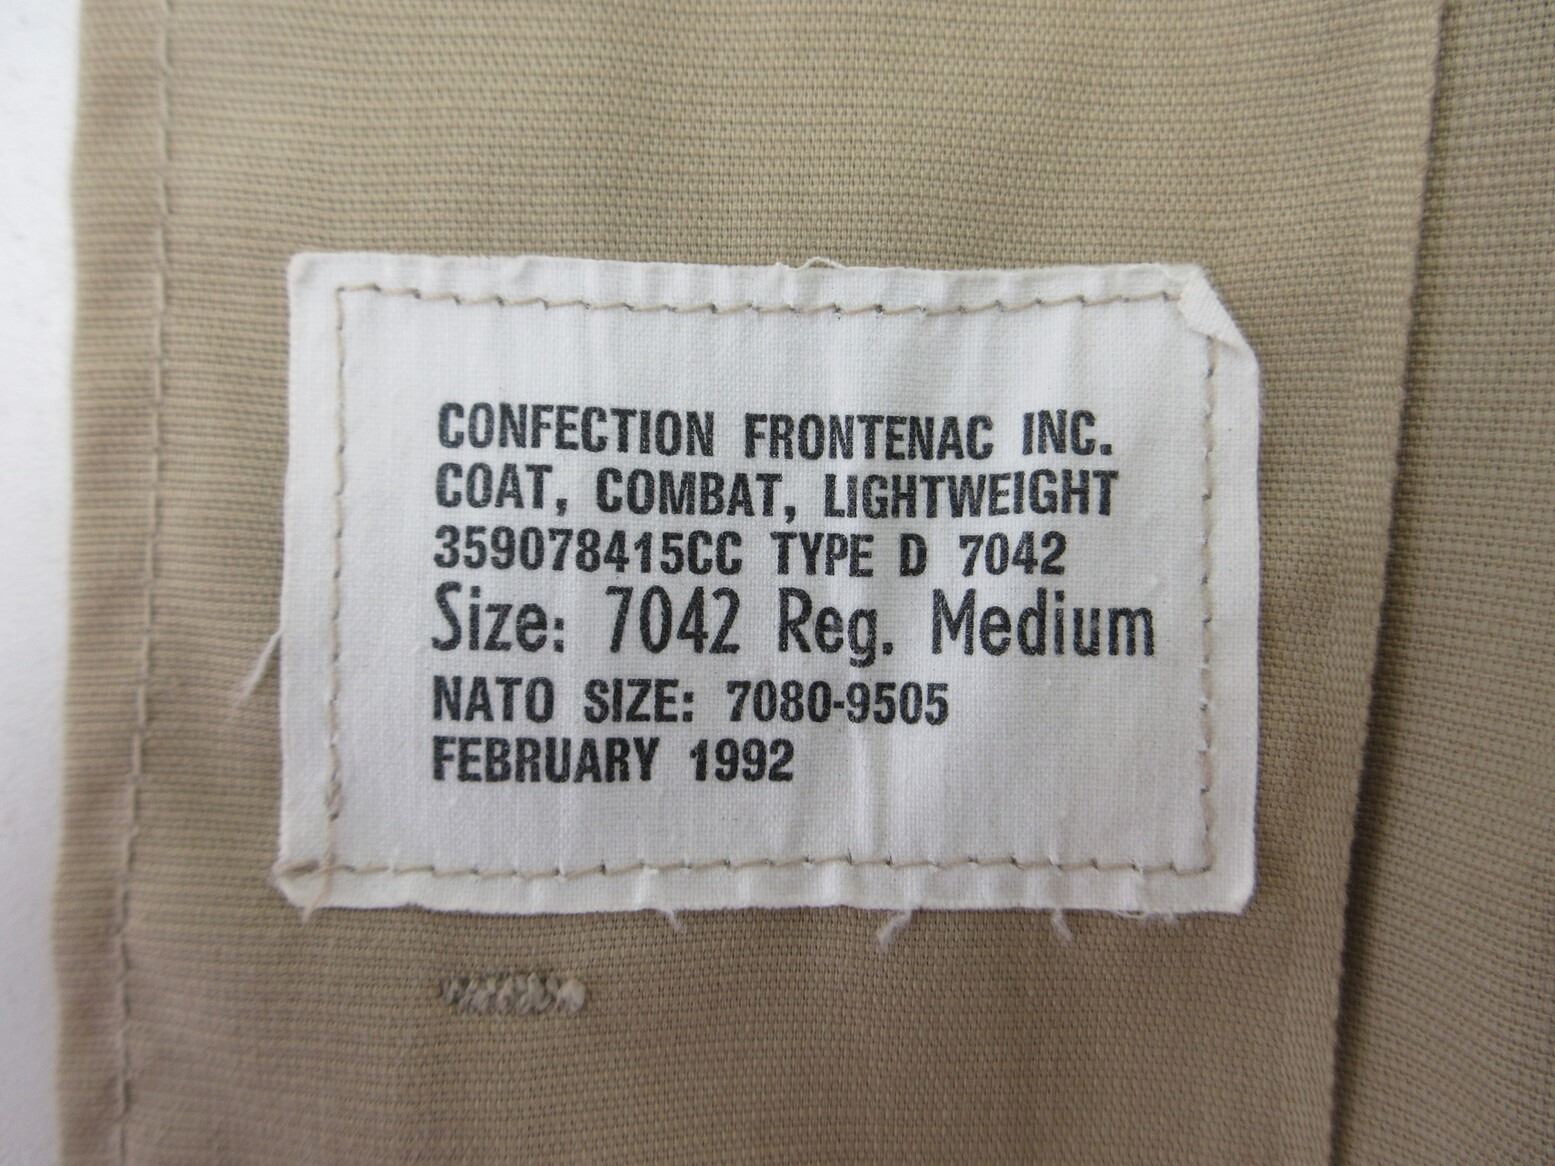 CONFECTION FRONTENAC INC.
COAT, COMBAT, LIGHTWEIGHT
359078415CC TYPE D 7042
Size: 7042 Reg. Medium
NATO SIZE: 7080-9505
FEBRUARY 1992